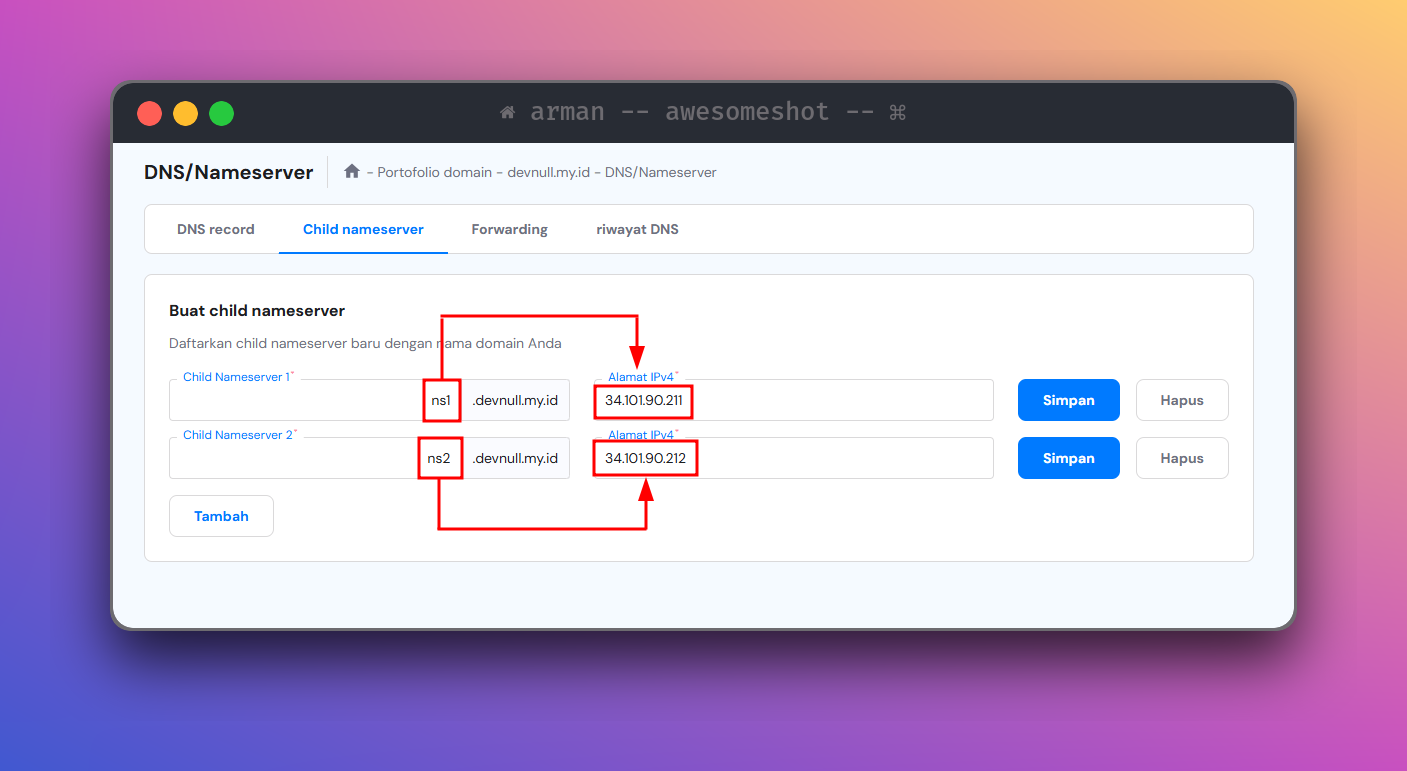 arman -- awesomeshot -- ⌘
DNS/Nameserver
- Portofolio domain - devnull.my.id - DNS/Nameserver
DNS record Child nameserver Forwarding riwayat DNS
Buat child nameserver
Daftarkan child nameserver baru dengan nama domain Anda
Child Nameserver 1* Alamat IPv4*
ns1 .devnull.my.id 34.101.90.211 Simpan Hapus
Child Nameserver 2* Alamat IPv4*
ns2 .devnull.my.id 34.101.90.212 Simpan Hapus
Tambah